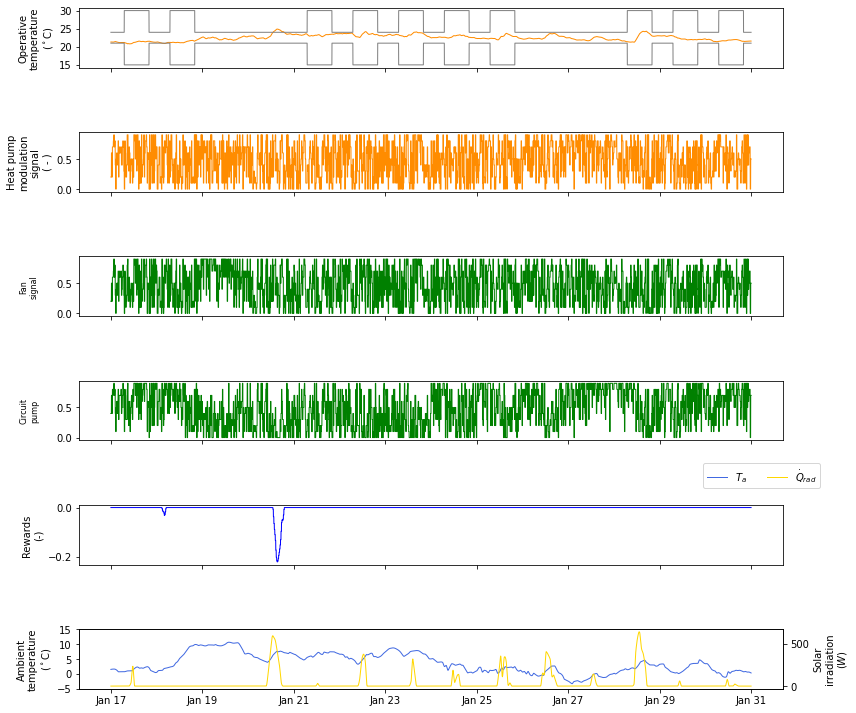 Operative
temperature
(°C)
30
25
20
15
Heat pump
modulation
signal
( - )
0.5
0.0
Fan
signal
0.5
0.0
Circuit
pump
0.5
0.0
T_a
Q̇_rad
Rewards
(-)
0.0
−0.2
Ambient
temperature
(°C)
15
10
5
0
−5
500
0
Solar
irradiation
(W)
Jan 17 Jan 19 Jan 21 Jan 23 Jan 25 Jan 27 Jan 29 Jan 31